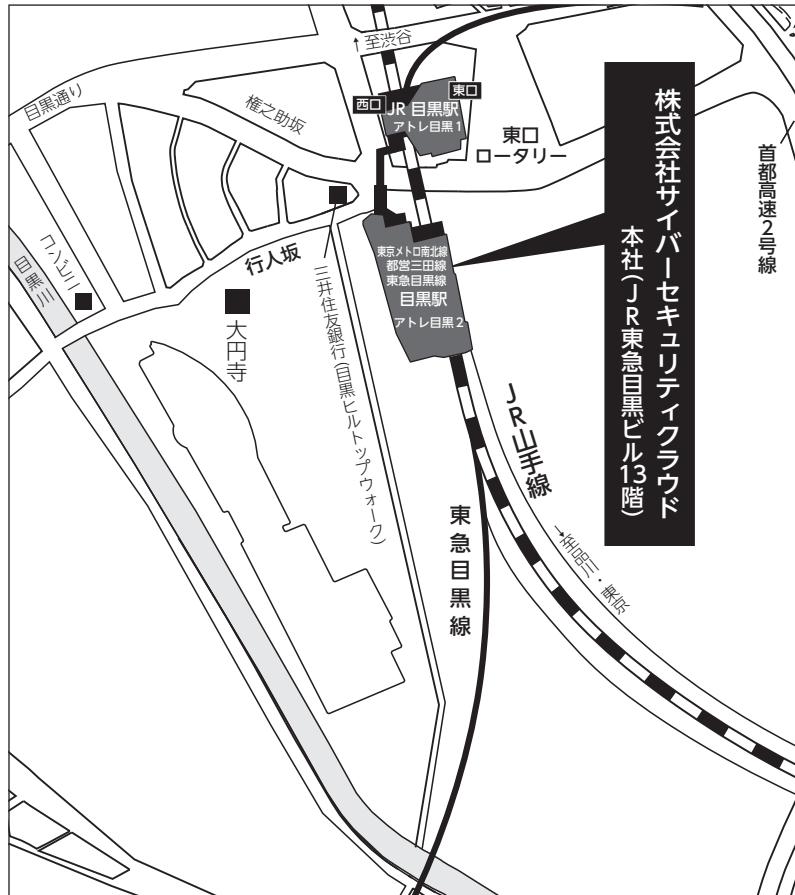 ↑至渋谷
目黒通り
権之助坂
西口
東口
JR 目黒駅
アトレ目黒1
東口
ロータリー
首都高速2号線
株式会社サイバーセキュリティクラウド
本社(JR東急目黒ビル13階)
東京メトロ南北線
都営三田線
東急目黒線
目黒駅
アトレ目黒2
行人坂
コンビニ
目黒川
大円寺
三井住友銀行(目黒ヒルトップウォーク)
JR山手線
東急目黒線
↓至品川・東京